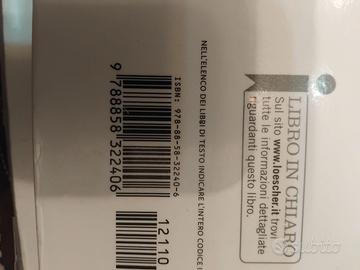 LIBRO IN CHIARO
Sul sito www.loescher.it trovi
tutte le informazioni dettagliate
riguardanti questo libro.
NELL'ELENCO DEI LIBRI DI TESTO INDICARE L'INTERO CODICE
ISBN: 978-88-58-32240-6
9 788858 322406
12110
Subito